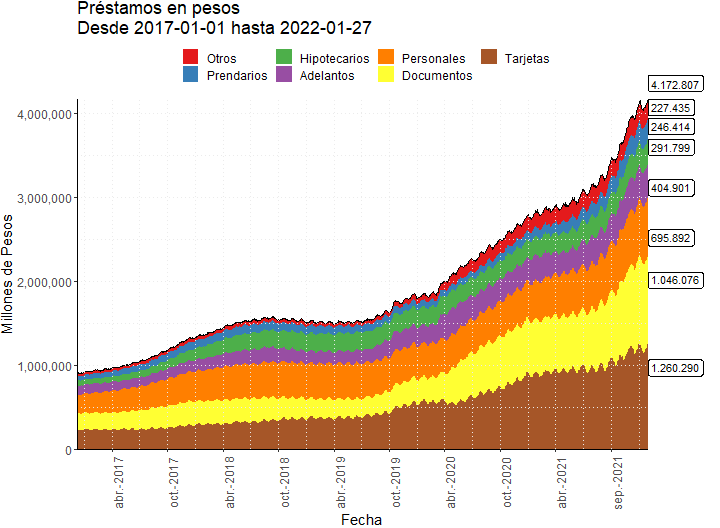 Préstamos en pesos
Desde 2017-01-01 hasta 2022-01-27
Otros Hipotecarios Personales Tarjetas
Prendarios Adelantos Documentos
4.172.807
227.435
246.414
291.799
404.901
695.892
1.046.076
1.260.290
4,000,000
3,000,000
2,000,000
1,000,000
0
Millones de Pesos
abr.-2017
oct.-2017
abr.-2018
oct.-2018
abr.-2019
oct.-2019
abr.-2020
oct.-2020
abr.-2021
sep.-2021
Fecha